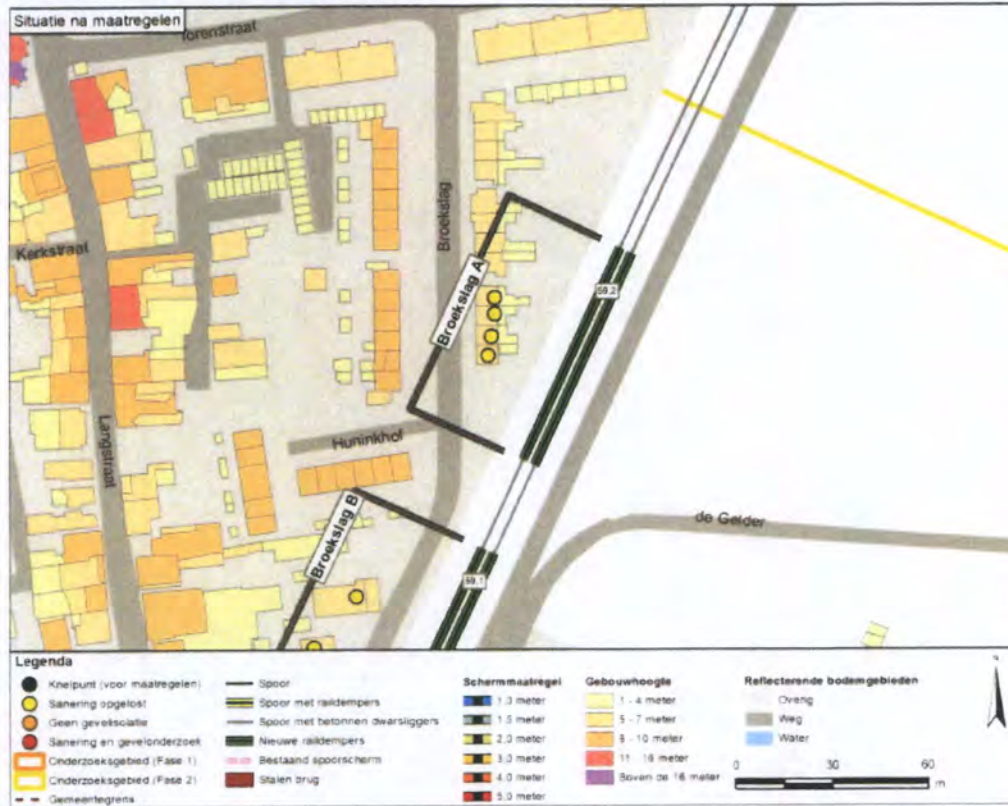 Situatie na maatregelen
Torenstraat
Broekslag
Kerkstraat
Broekslag A
59.2
Langstraat
Huninkhof
Broekslag B
de Gelder
59.1
Legenda
Knelpunt (voor maatregelen)
Sanering opgelost
Geen gevelisolatie
Sanering en gevelonderzoek
Onderzoeksgebied (Fase 1)
Onderzoeksgebied (Fase 2)
Gemeentegrens
Spoor
Spoor met raildempers
Spoor met betonnen dwarsliggers
Nieuwe raildempers
Bestaand spoorscherm
Stalen brug
Schermmaatregel
1,0 meter
1,5 meter
2,0 meter
3,0 meter
4,0 meter
5,0 meter
Gebouwhoogte
1 - 4 meter
5 - 7 meter
8 - 10 meter
11 - 16 meter
Boven de 16 meter
Reflecterende bodemgebieden
Overig
Weg
Water
N
0 30 60
m